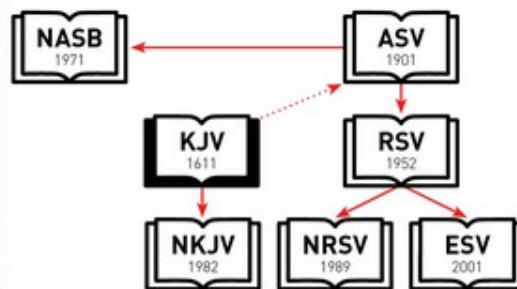 NASB
1971
ASV
1901
KJV
1611
RSV
1952
NKJV
1982
NRSV
1989
ESV
2001